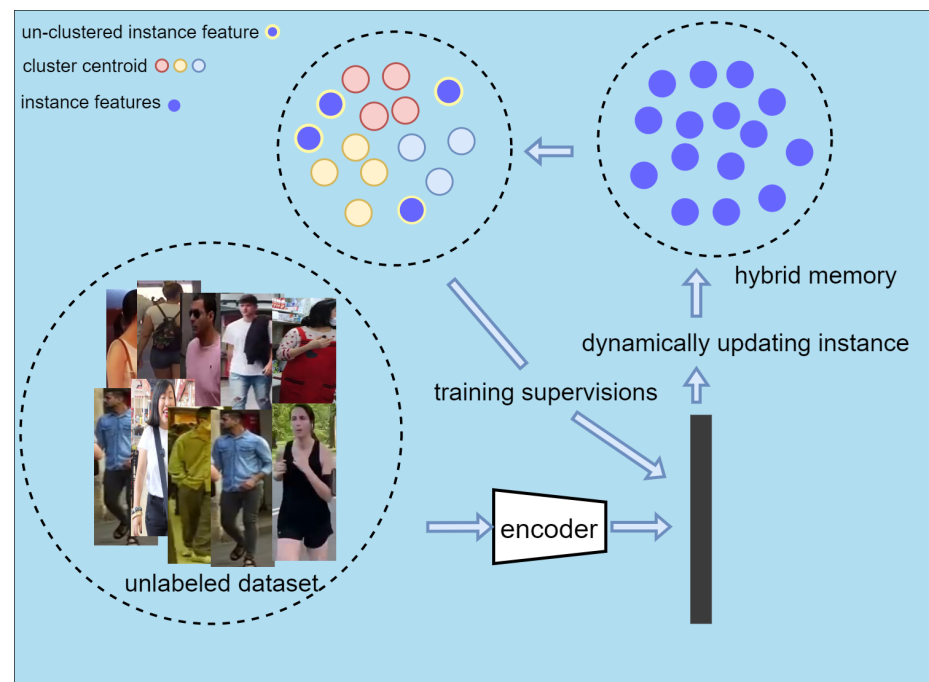 un-clustered instance feature
cluster centroid
instance features
hybrid memory
dynamically updating instance
training supervisions
encoder
unlabeled dataset